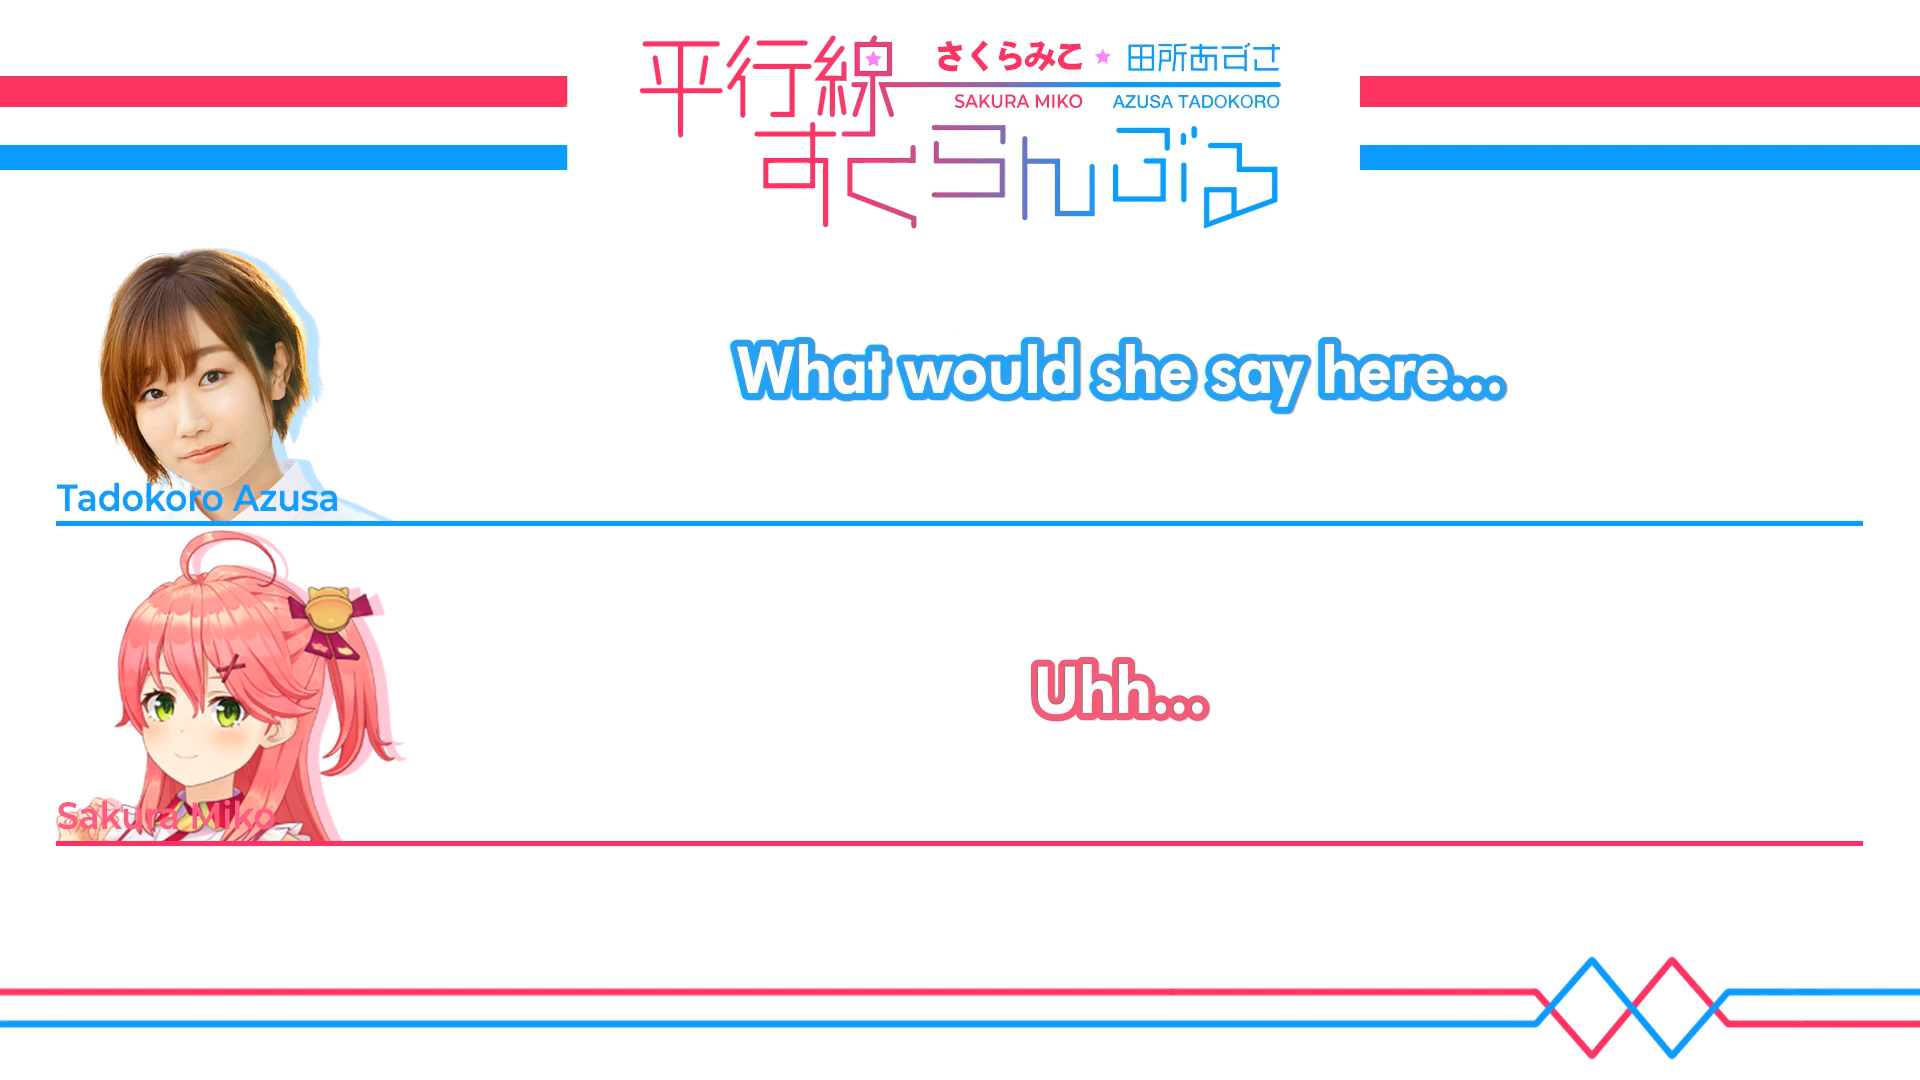 平行線
すくらんぶる
さくらみこ★田所あずさ
SAKURA MIKO AZUSA TADOKORO
What would she say here...
Tadokoro Azusa
Uhh...
Sakura Miko